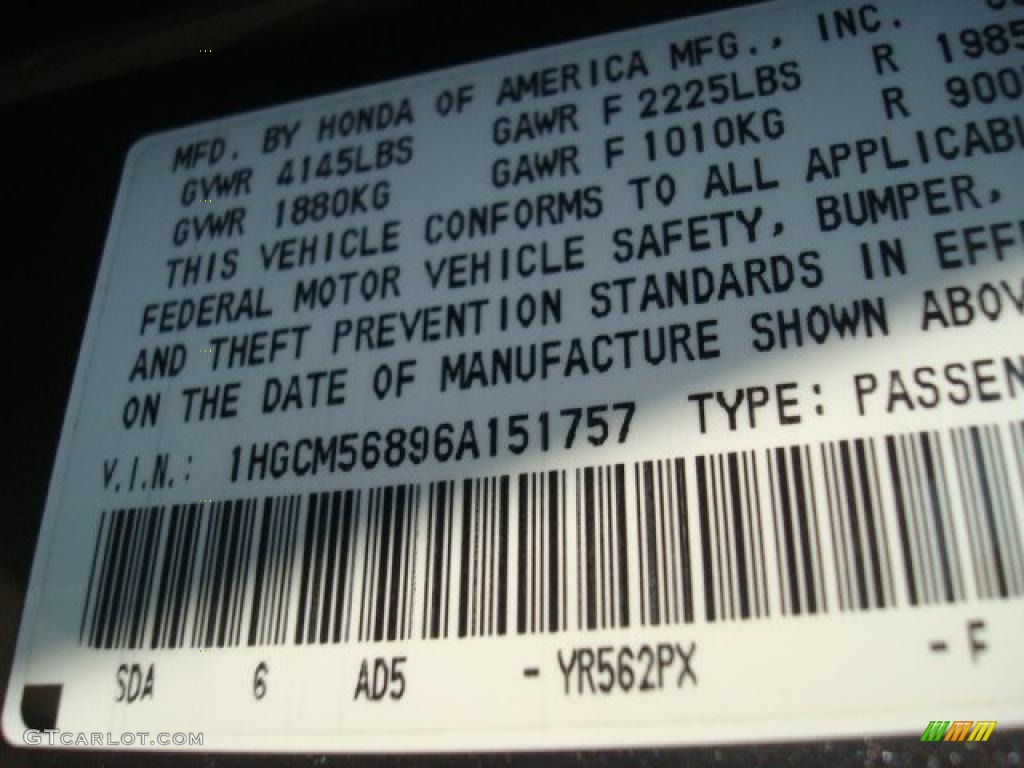 MFD. BY HONDA OF AMERICA MFG., INC.
GVWR 4145LBS GAWR F 2225LBS R 1985
GVWR 1880KG GAWR F 1010KG R 900
THIS VEHICLE CONFORMS TO ALL APPLICABL
FEDERAL MOTOR VEHICLE SAFETY, BUMPER,
AND THEFT PREVENTION STANDARDS IN EFF
ON THE DATE OF MANUFACTURE SHOWN ABOV
V.I.N.: 1HGCM56896A151757 TYPE: PASSEN
SDA 6 AD5 - YR562PX - F
GTCARLOT.COM